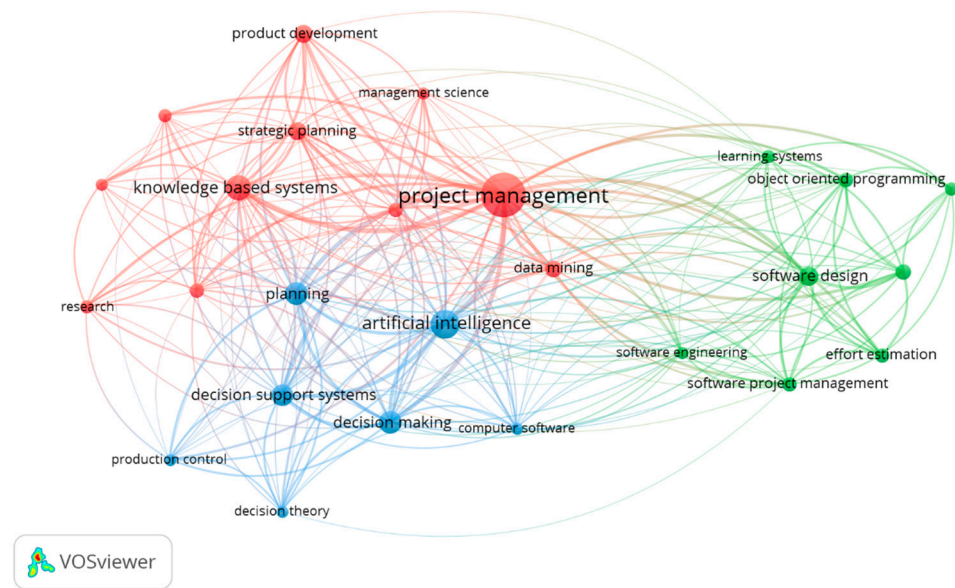 product development
management science
strategic planning
learning systems
object oriented programming
knowledge based systems
project management
data mining
software design
planning
research
artificial intelligence
software engineering
effort estimation
software project management
decision support systems
decision making
computer software
production control
decision theory
VOSviewer